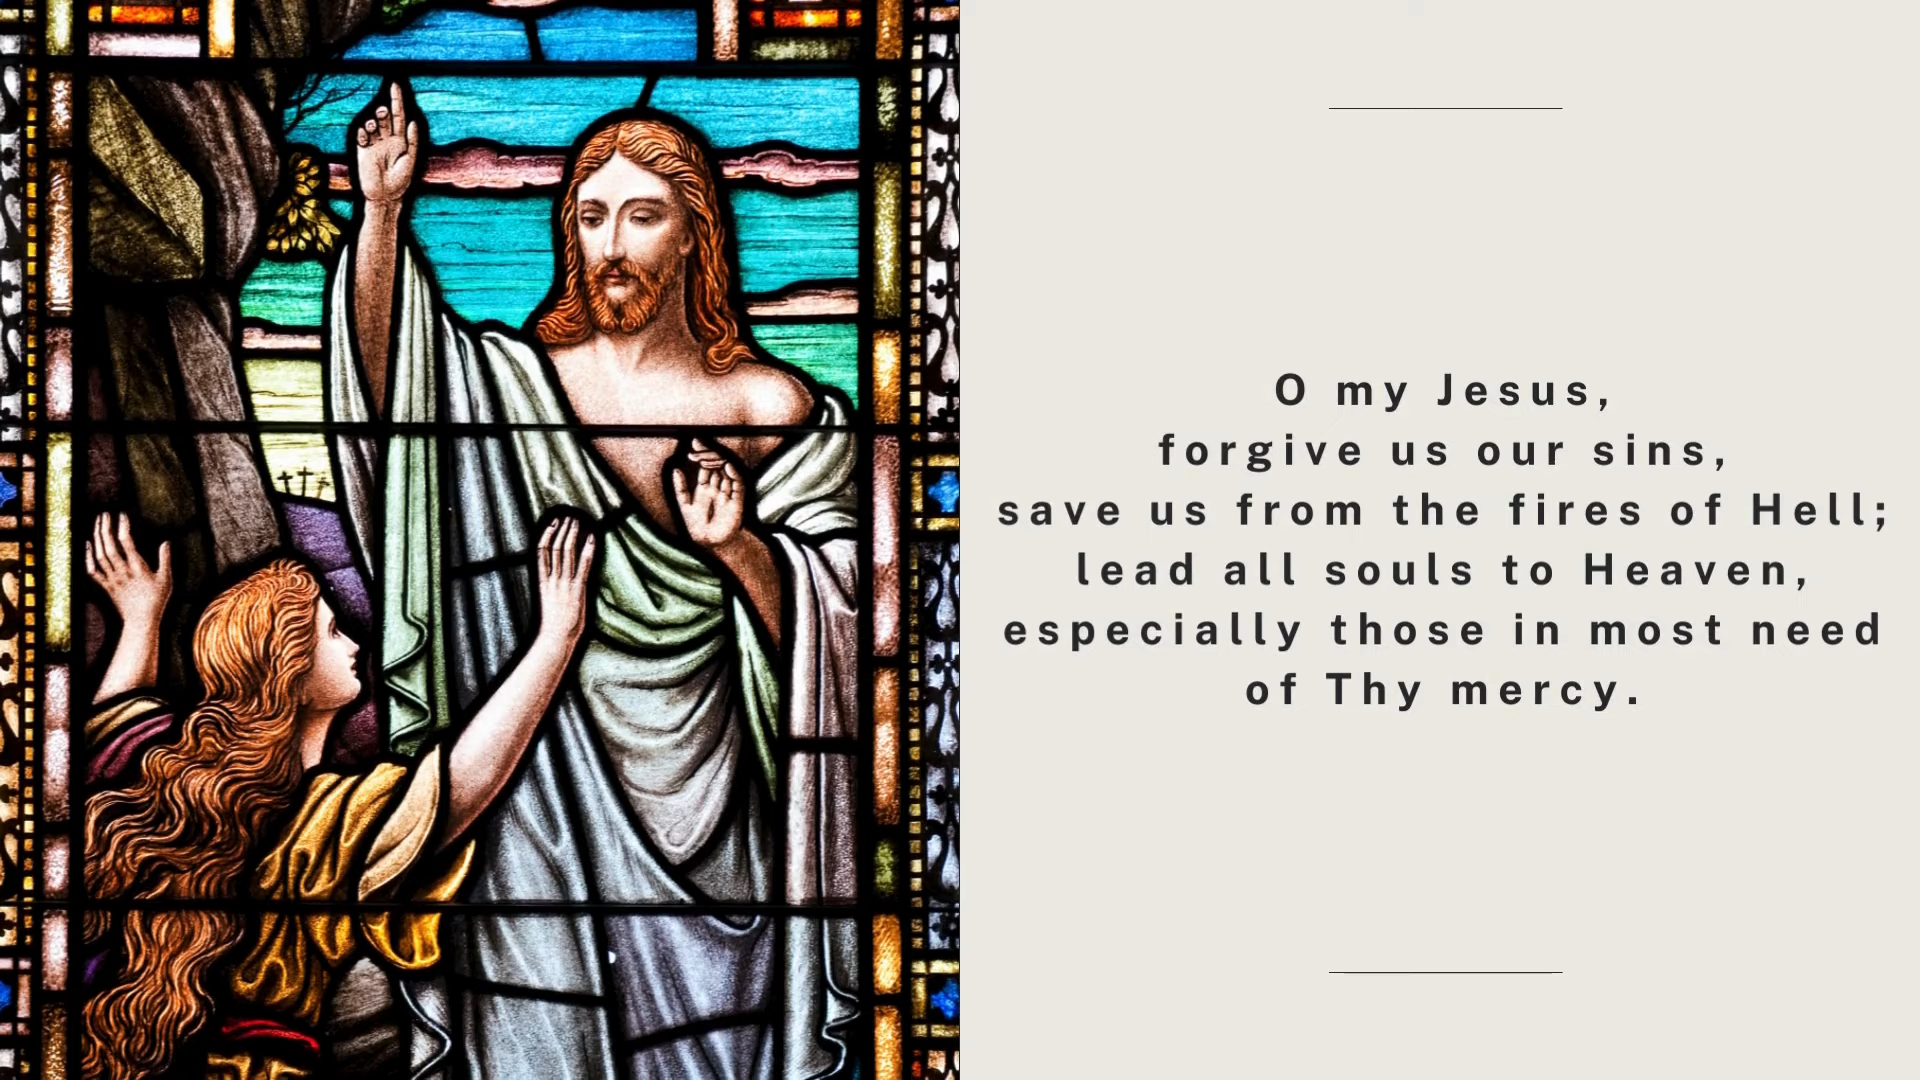 O my Jesus,
forgive us our sins,
save us from the fires of Hell;
lead all souls to Heaven,
especially those in most need
of Thy mercy.